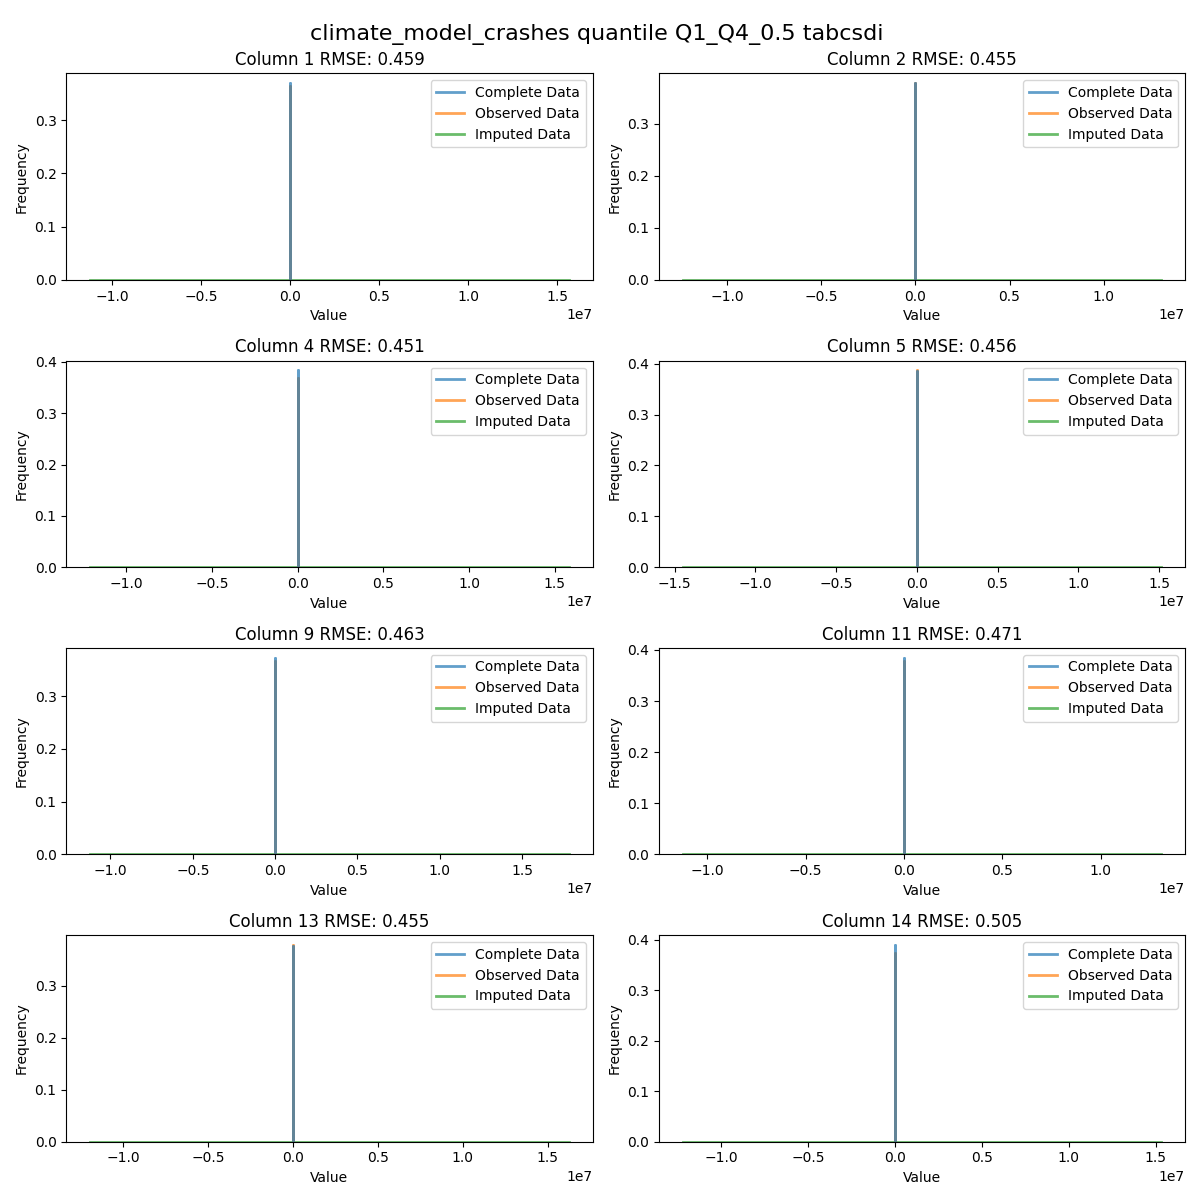 climate_model_crashes quantile Q1_Q4_0.5 tabcsdi
Column 1 RMSE: 0.459
Frequency
0.3
0.2
0.1
0.0
Complete Data
Observed Data
Imputed Data
−1.0 −0.5 0.0 0.5 1.0 1.5
1e7
Value
Column 2 RMSE: 0.455
Frequency
0.3
0.2
0.1
0.0
Complete Data
Observed Data
Imputed Data
−1.0 −0.5 0.0 0.5 1.0
1e7
Value
Column 4 RMSE: 0.451
Frequency
0.4
0.3
0.2
0.1
0.0
Complete Data
Observed Data
Imputed Data
−1.0 −0.5 0.0 0.5 1.0 1.5
1e7
Value
Column 5 RMSE: 0.456
Frequency
0.4
0.3
0.2
0.1
0.0
Complete Data
Observed Data
Imputed Data
−1.5 −1.0 −0.5 0.0 0.5 1.0 1.5
1e7
Value
Column 9 RMSE: 0.463
Frequency
0.3
0.2
0.1
0.0
Complete Data
Observed Data
Imputed Data
−1.0 −0.5 0.0 0.5 1.0 1.5
1e7
Value
Column 11 RMSE: 0.471
Frequency
0.4
0.3
0.2
0.1
0.0
Complete Data
Observed Data
Imputed Data
−1.0 −0.5 0.0 0.5 1.0
1e7
Value
Column 13 RMSE: 0.455
Frequency
0.3
0.2
0.1
0.0
Complete Data
Observed Data
Imputed Data
−1.0 −0.5 0.0 0.5 1.0 1.5
1e7
Value
Column 14 RMSE: 0.505
Frequency
0.4
0.3
0.2
0.1
0.0
Complete Data
Observed Data
Imputed Data
−1.0 −0.5 0.0 0.5 1.0 1.5
1e7
Value